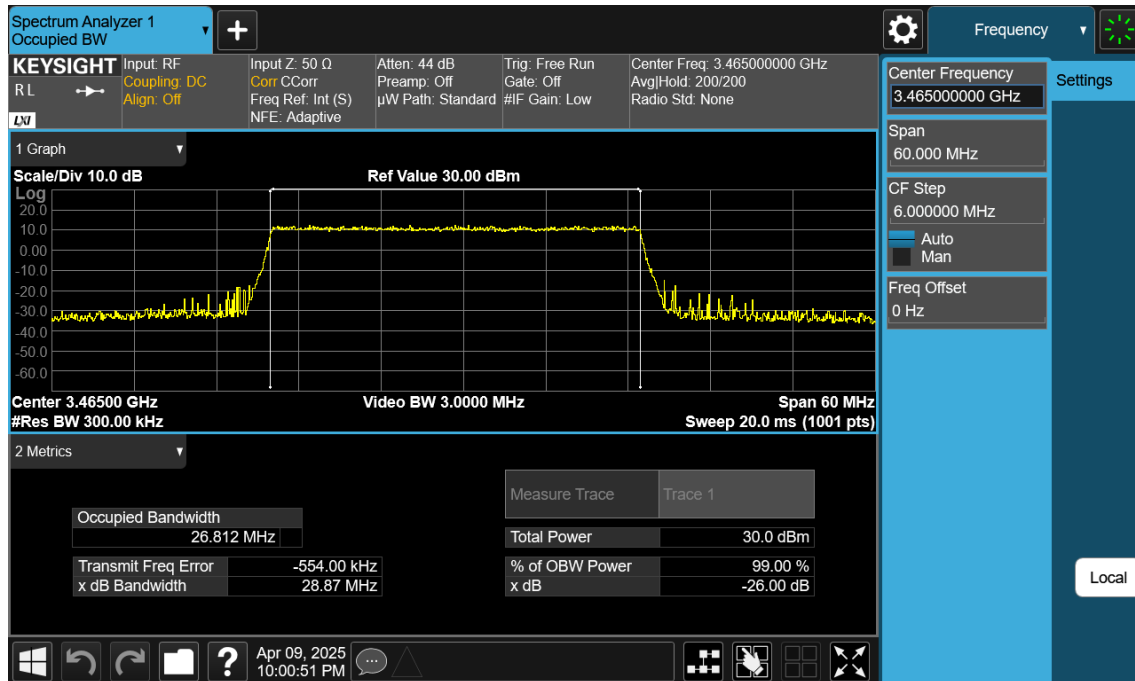 Spectrum Analyzer 1
Occupied BW
Frequency
KEYSIGHT
R L
LXI
Input: RF
Coupling: DC
Align: Off
Input Z: 50 Ω
Corr CCorr
Freq Ref: Int (S)
NFE: Adaptive
Atten: 44 dB
Preamp: Off
µW Path: Standard
Trig: Free Run
Gate: Off
#IF Gain: Low
Center Freq: 3.465000000 GHz
Avg|Hold: 200/200
Radio Std: None
Center Frequency
3.465000000 GHz
Settings
Span
60.000 MHz
CF Step
6.000000 MHz
Auto
Man
Freq Offset
0 Hz
1 Graph
Scale/Div 10.0 dB
Ref Value 30.00 dBm
Log
20.0
10.0
0.00
-10.0
-20.0
-30.0
-40.0
-50.0
-60.0
Center 3.46500 GHz
Video BW 3.0000 MHz
Span 60 MHz
#Res BW 300.00 kHz
Sweep 20.0 ms (1001 pts)
2 Metrics
Measure Trace
Trace 1
Occupied Bandwidth
26.812 MHz
Total Power
30.0 dBm
Transmit Freq Error
-554.00 kHz
% of OBW Power
99.00 %
x dB Bandwidth
28.87 MHz
x dB
-26.00 dB
Local
?
Apr 09, 2025
10:00:51 PM